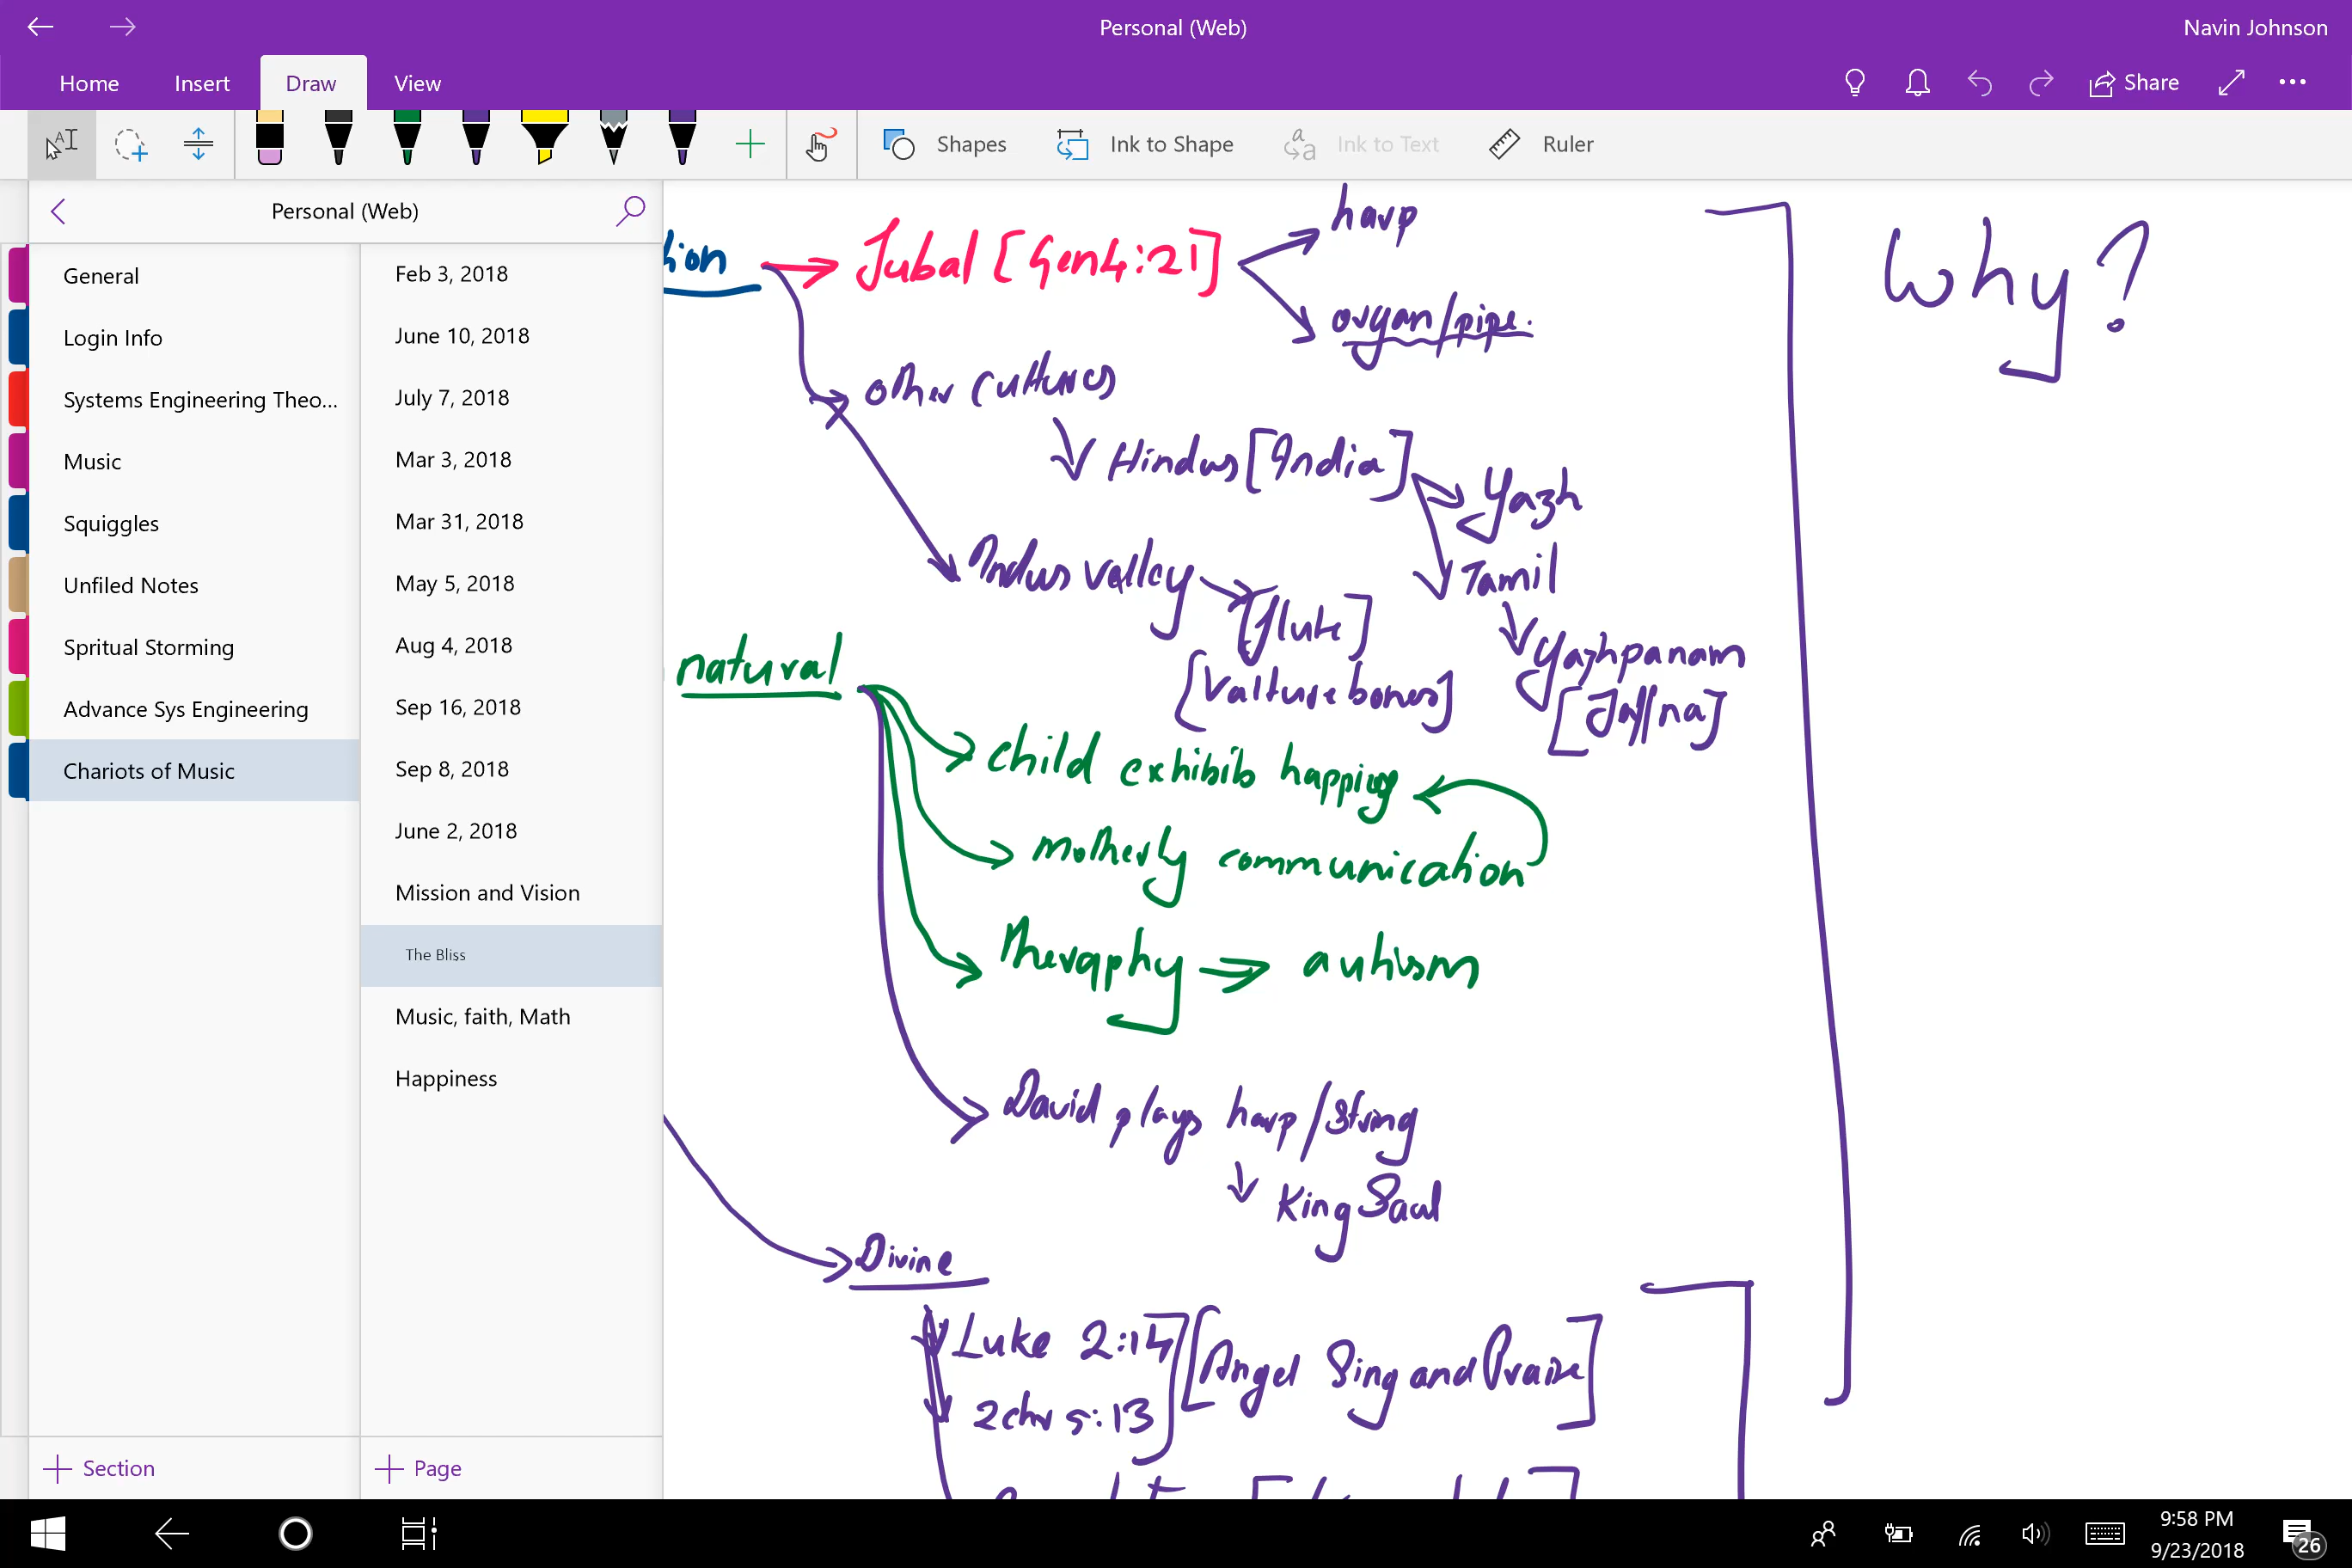 Personal (Web)
Navin Johnson
Home Insert Draw View
Share
Shapes Ink to Shape Ink to Text Ruler
Personal (Web)
General
Login Info
Systems Engineering Theo...
Music
Squiggles
Unfiled Notes
Spritual Storming
Advance Sys Engineering
Chariots of Music
+ Section
Feb 3, 2018
June 10, 2018
July 7, 2018
Mar 3, 2018
Mar 31, 2018
May 5, 2018
Aug 4, 2018
Sep 16, 2018
Sep 8, 2018
June 2, 2018
Mission and Vision
The Bliss
Music, faith, Math
Happiness
+ Page
Jubal [Gen4:21]
harp
organ/pipe.
Why?
other cultures
Hindus [India]
Yazh
Tamil
Yazhpanam
[Jaffna]
Indus valley
[flute]
[Valture bones]
natural
child exhibib
motherly communication
Theraphy autism
David plays harp/String
King Saul
Divine
Luke 2:14
2chr 5:13
[Angel Sing and Praise]
9:58 PM
9/23/2018
26